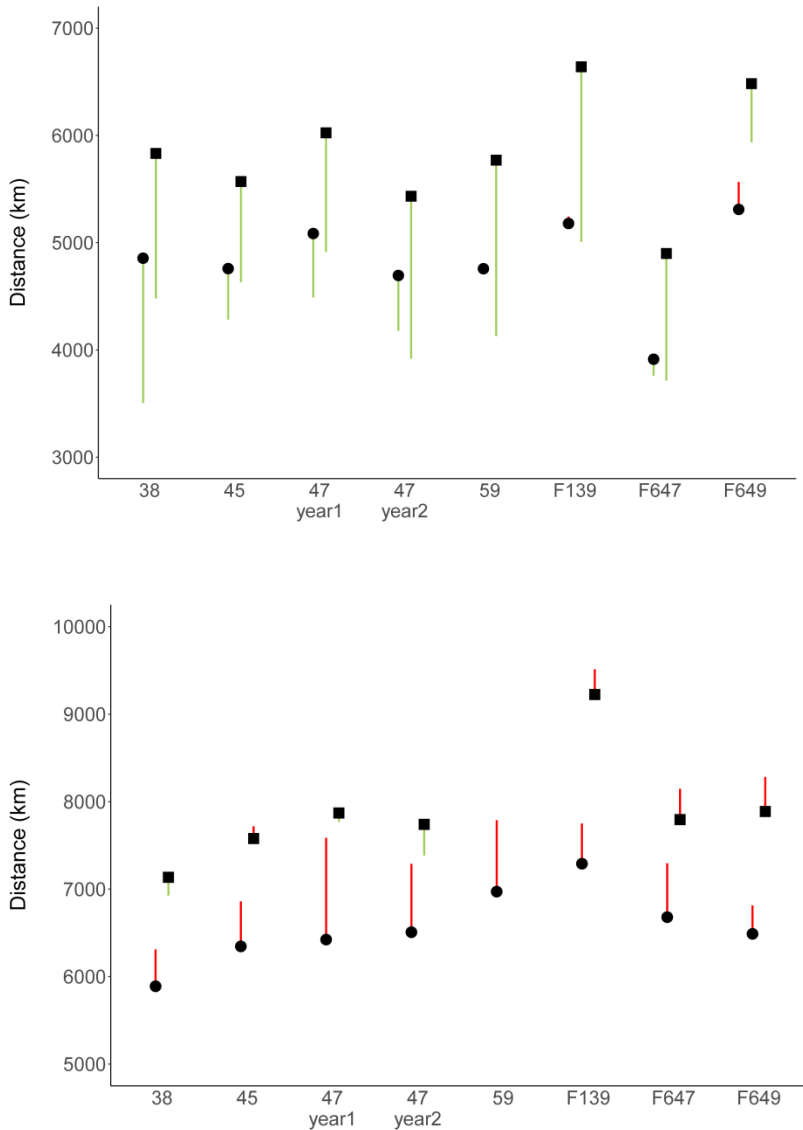 7000
6000
5000
4000
3000
Distance (km)
38 45 47 47 59 F139 F647 F649
year1 year2
10000
9000
8000
7000
6000
5000
Distance (km)
38 45 47 47 59 F139 F647 F649
year1 year2